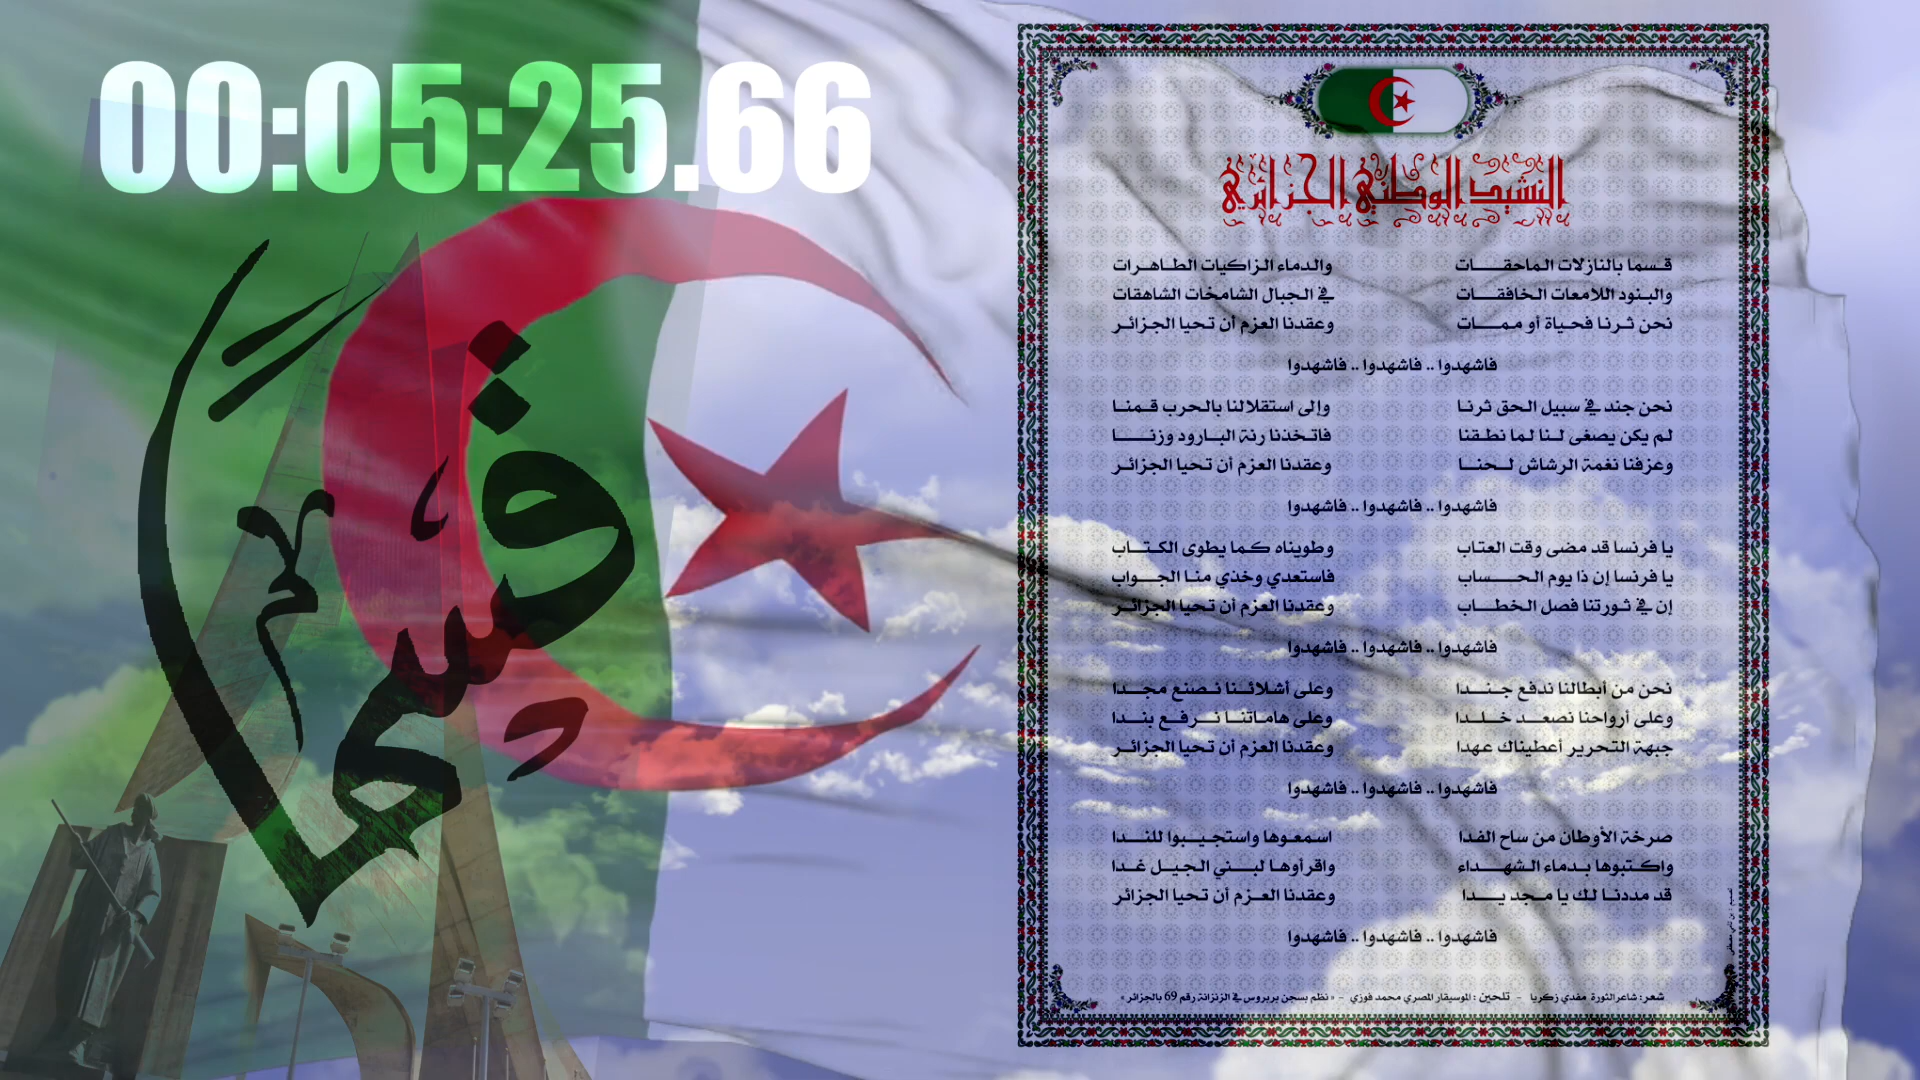 00:05:25.66
قسما
النشيد الوطني الجزائري
قسما بالنازلات الماحقات والدماء الزاكيات الطاهرات
والبنود اللامعات الخافقات في الجبال الشامخات الشاهقات
نحن ثرنا فحياة أو ممات وعقدنا العزم أن تحيا الجزائر
فاشهدوا .. فاشهدوا .. فاشهدوا
نحن جند في سبيل الحق ثرنا وإلى استقلالنا بالحرب قمنا
لم يكن يصغى لنا لما نطقنا فاتخذنا رنة البارود وزنا
وعزفنا نغمة الرشاش لحنا وعقدنا العزم أن تحيا الجزائر
فاشهدوا .. فاشهدوا .. فاشهدوا
يا فرنسا قد مضى وقت العتاب وطويناه كما يطوى الكتاب
يا فرنسا إن ذا يوم الحساب فاستعدي وخذي منا الجواب
إن في ثورتنا فصل الخطاب وعقدنا العزم أن تحيا الجزائر
فاشهدوا .. فاشهدوا .. فاشهدوا
نحن من أبطالنا ندفع جندا وعلى أشلائنا نصنع مجدا
وعلى أرواحنا نصعد خلدا وعلى هاماتنا نرفع بندا
جبهة التحرير أعطيناك عهدا وعقدنا العزم أن تحيا الجزائر
فاشهدوا .. فاشهدوا .. فاشهدوا
صرخة الأوطان من ساح الفدا اسمعوها واستجيبوا للندا
واكتبوها بدماء الشهداء واقرأوها لبني الجيل غدا
قد مددنا لك يا مجد يدا وعقدنا العزم أن تحيا الجزائر
فاشهدوا .. فاشهدوا .. فاشهدوا
شعر: شاعر الثورة مفدي زكريا - تلحين : الموسيقار المصري محمد فوزي - « نظم بسجن بربروس في الزنزانة رقم 69 بالجزائر »